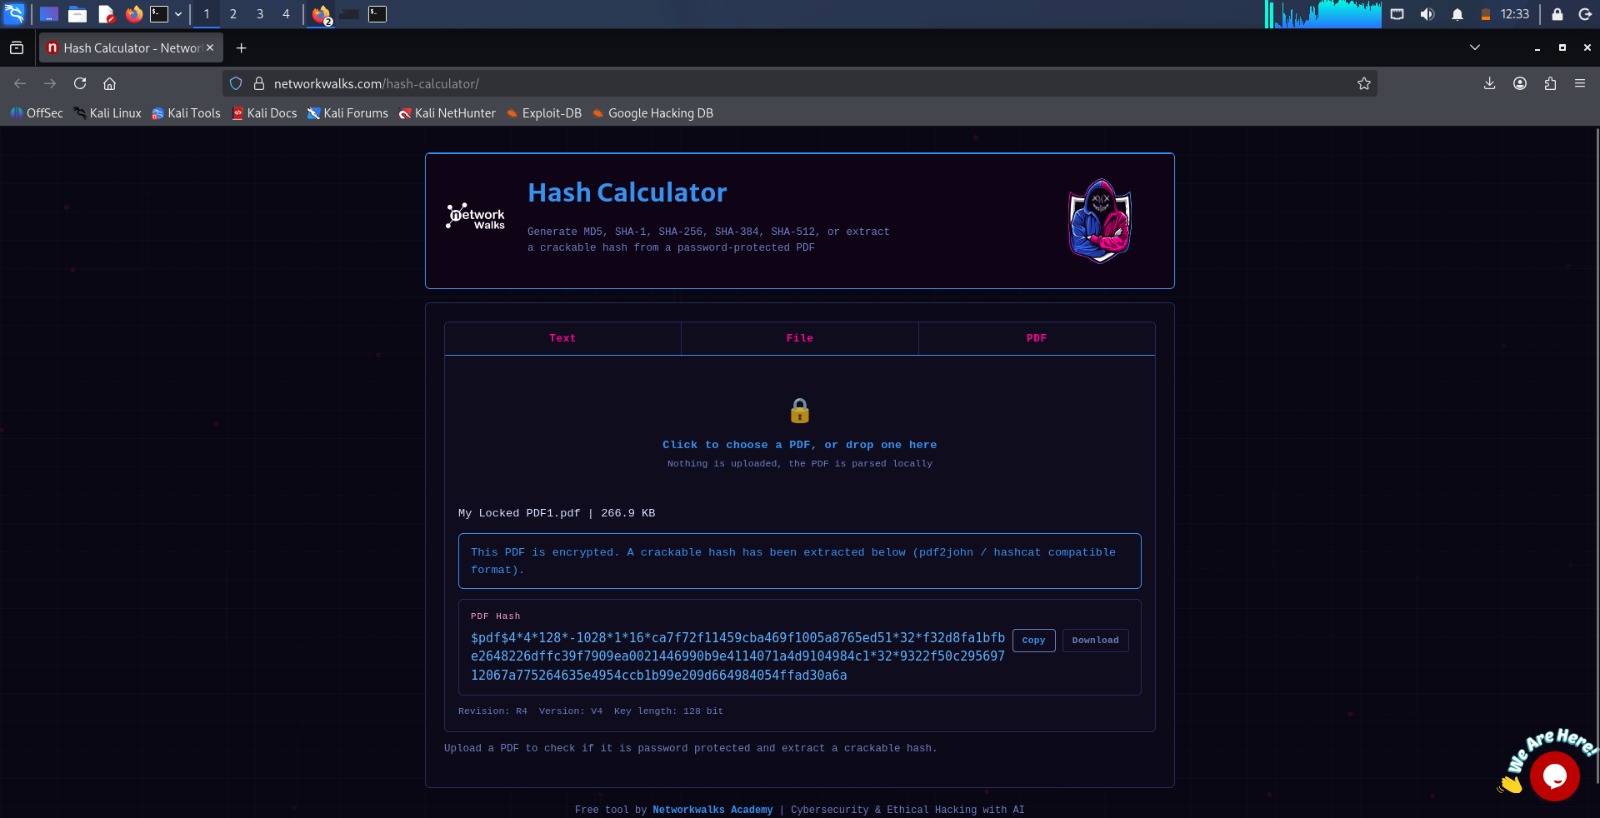 1 2 3 4
2
12:33
Hash Calculator - Networ
networkwalks.com/hash-calculator/
OffSec Kali Linux Kali Tools Kali Docs Kali Forums Kali NetHunter Exploit-DB Google Hacking DB
network
Walks
Hash Calculator
Generate MD5, SHA-1, SHA-256, SHA-384, SHA-512, or extract
a crackable hash from a password-protected PDF
Text File PDF
Click to choose a PDF, or drop one here
Nothing is uploaded, the PDF is parsed locally
My Locked PDF1.pdf | 266.9 KB
This PDF is encrypted. A crackable hash has been extracted below (pdf2john / hashcat compatible
format).
PDF Hash
$pdf$4*4*128*-1028*1*16*ca7f72f11459cba469f1005a8765ed51*32*f32d8fa1bfb
e2648226dffc39f7909ea0021446990b9e4114071a4d9104984c1*32*9322f50c295697
12067a775264635e4954ccb1b99e209d664984054ffad30a6a
Copy Download
Revision: R4 Version: V4 Key length: 128 bit
Upload a PDF to check if it is password protected and extract a crackable hash.
We Are Here!
Free tool by Networkwalks Academy | Cybersecurity & Ethical Hacking with AI